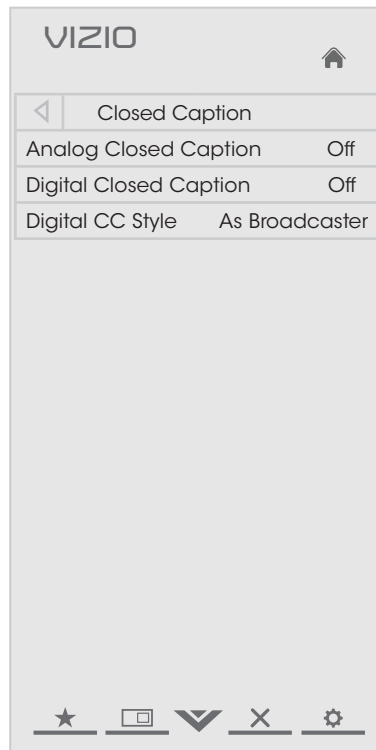 VIZIO
Closed Caption
Analog Closed Caption Off
Digital Closed Caption Off
Digital CC Style As Broadcaster